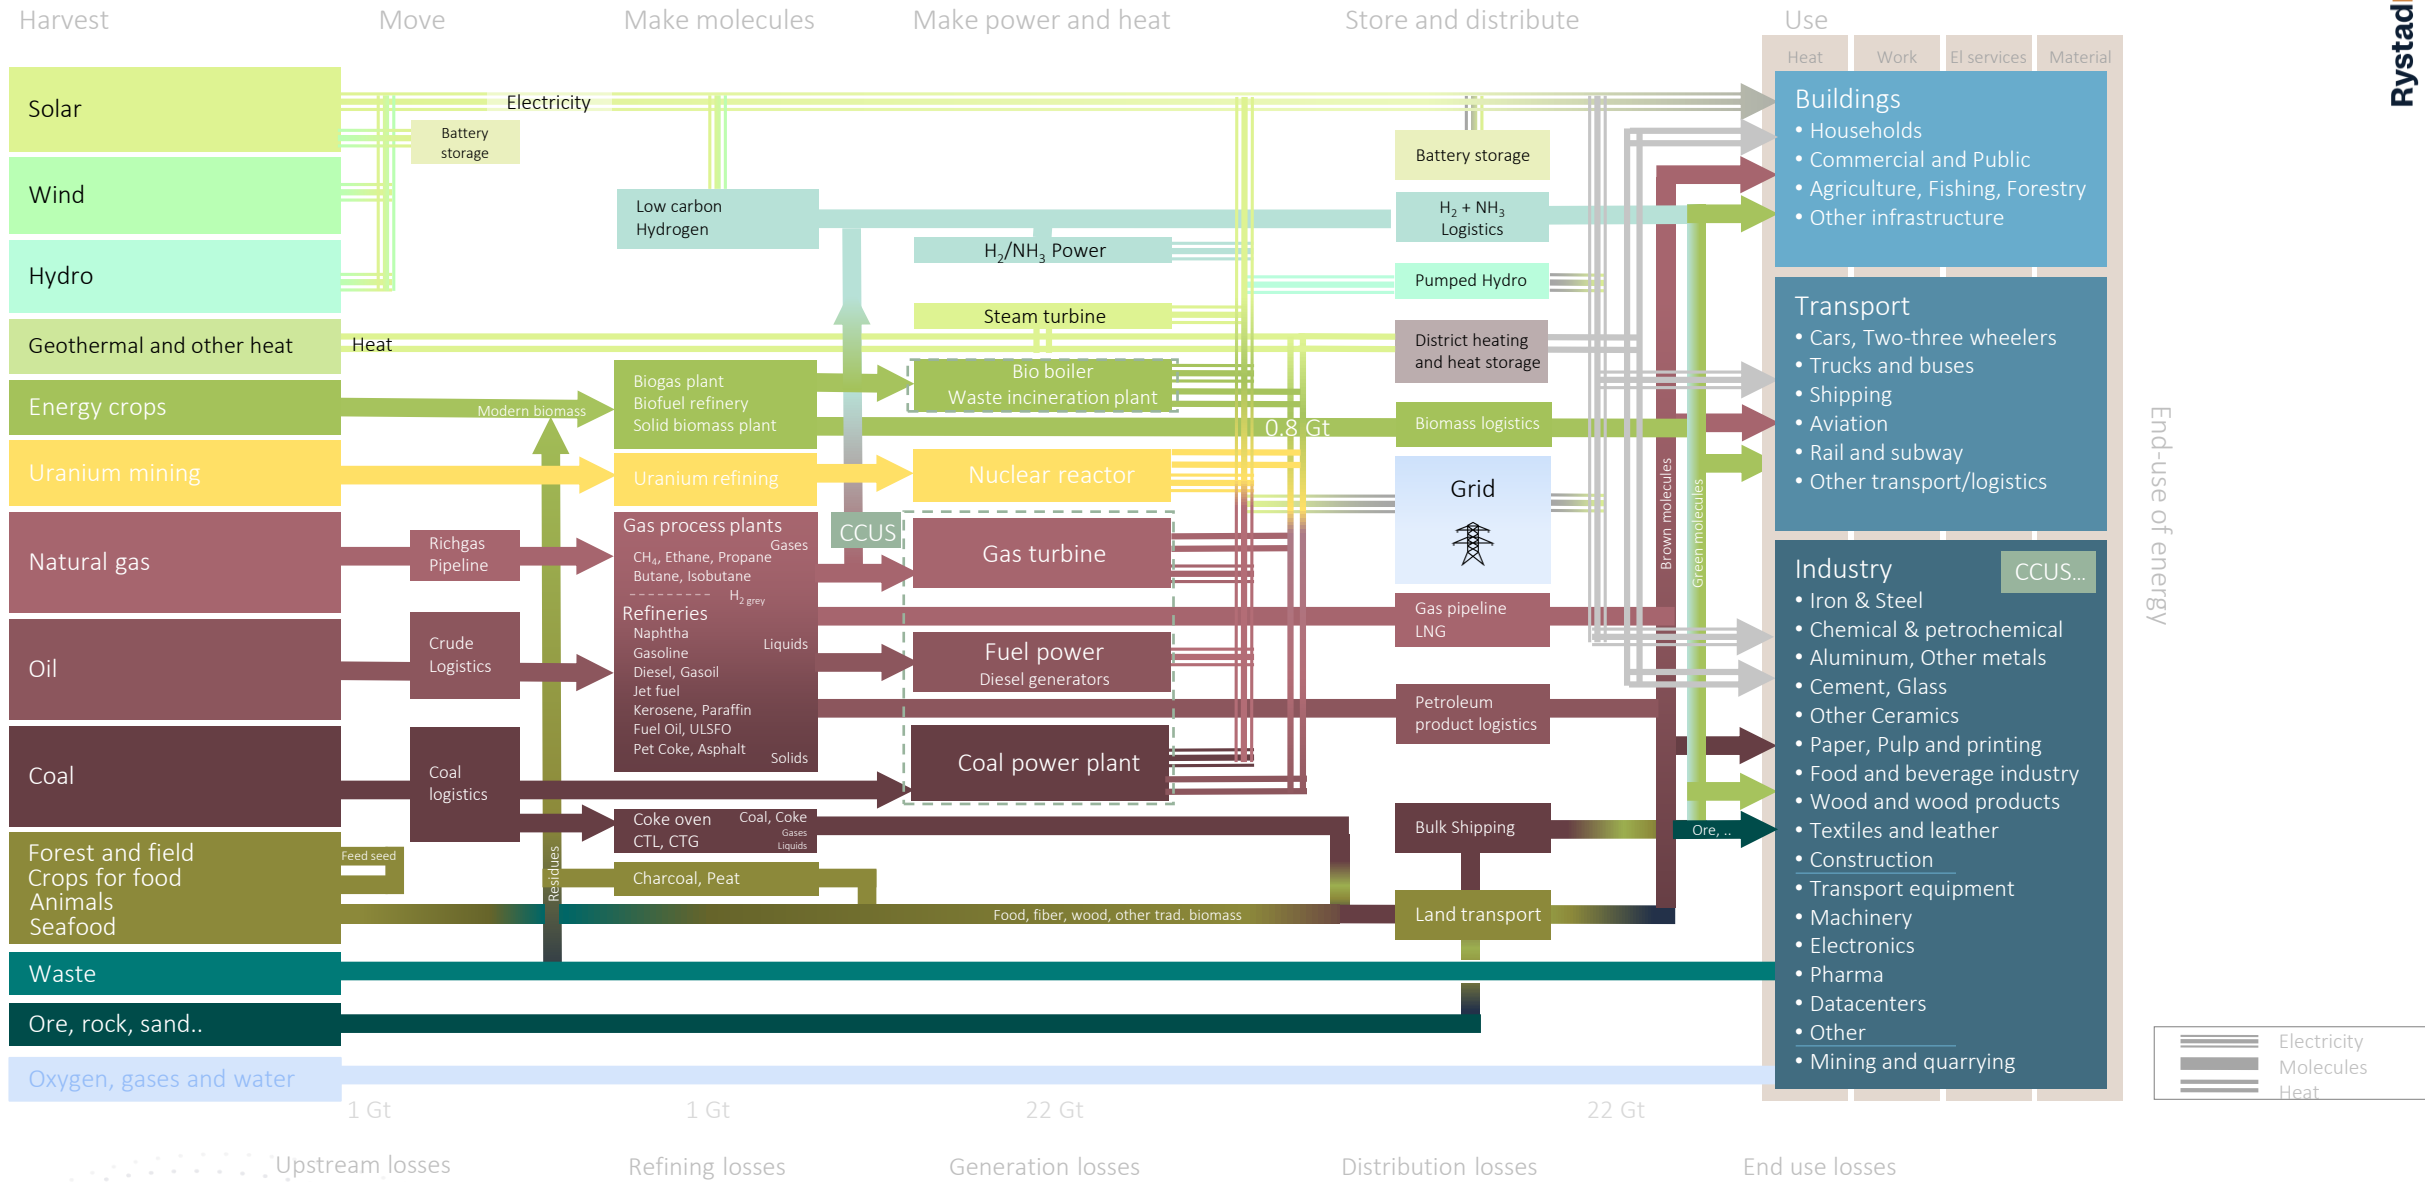 Harvest
Move
Make molecules
Make power and heat
Store and distribute
Use
Rystad
Heat
Work
El services
Material
Solar
Wind
Hydro
Geothermal and other heat
Energy crops
Uranium mining
Natural gas
Oil
Coal
Forest and field
Crops for food
Animals
Seafood
Waste
Ore, rock, sand..
Oxygen, gases and water
Electricity
Battery
storage
Heat
Modern biomass
Richgas
Pipeline
Crude
Logistics
Coal
logistics
Feed seed
Residues
Low carbon
Hydrogen
Biogas plant
Biofuel refinery
Solid biomass plant
Uranium refining
Gas process plants
Gases
CH₄, Ethane, Propane
Butane, Isobutane
H₂ grey
Refineries
Naphtha
Liquids
Gasoline
Diesel, Gasoil
Jet fuel
Kerosene, Paraffin
Fuel Oil, ULSFO
Pet Coke, Asphalt
Solids
Coke oven
CTL, CTG
Coal, Coke
Gases
Liquids
Charcoal, Peat
CCUS
H₂/NH₃ Power
Steam turbine
Bio boiler
Waste incineration plant
Nuclear reactor
Gas turbine
Fuel power
Diesel generators
Coal power plant
Food, fiber, wood, other trad. biomass
0.8 Gt
Battery storage
H₂ + NH₃
Logistics
Pumped Hydro
District heating
and heat storage
Biomass logistics
Grid
Gas pipeline
LNG
Petroleum
product logistics
Bulk Shipping
Land transport
Brown molecules
Green molecules
Ore, ..
Buildings
• Households
• Commercial and Public
• Agriculture, Fishing, Forestry
• Other infrastructure
Transport
• Cars, Two-three wheelers
• Trucks and buses
• Shipping
• Aviation
• Rail and subway
• Other transport/logistics
Industry
CCUS...
• Iron & Steel
• Chemical & petrochemical
• Aluminum, Other metals
• Cement, Glass
• Other Ceramics
• Paper, Pulp and printing
• Food and beverage industry
• Wood and wood products
• Textiles and leather
• Construction
• Transport equipment
• Machinery
• Electronics
• Pharma
• Datacenters
• Other
• Mining and quarrying
End-use of energy
Electricity
Molecules
Heat
1 Gt
1 Gt
22 Gt
22 Gt
Upstream losses
Refining losses
Generation losses
Distribution losses
End use losses